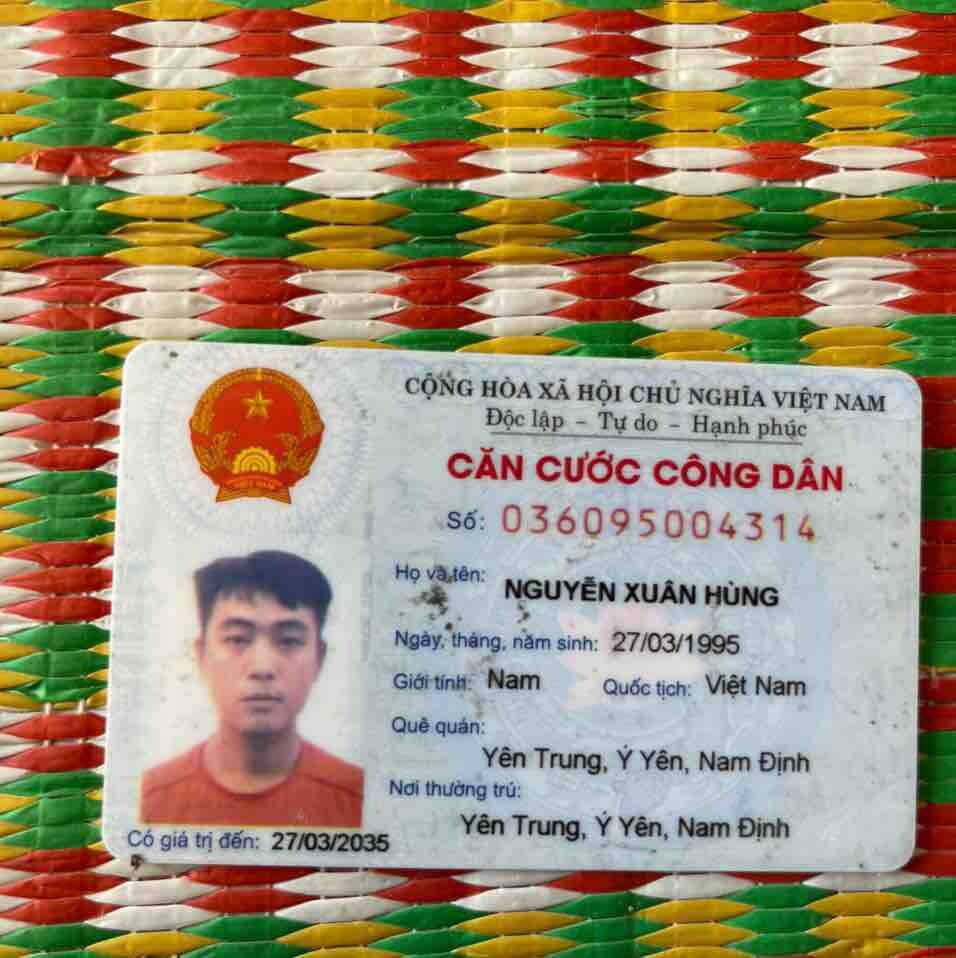 CỘNG HÒA XÃ HỘI CHỦ NGHĨA VIỆT NAM
Độc lập – Tự do – Hạnh phúc
CĂN CƯỚC CÔNG DÂN
Số: 036095004314
Họ và tên: NGUYỄN XUÂN HÙNG
Ngày, tháng, năm sinh: 27/03/1995
Giới tính: Nam Quốc tịch: Việt Nam
Quê quán:
Yên Trung, Ý Yên, Nam Định
Nơi thường trú:
Yên Trung, Ý Yên, Nam Định
Có giá trị đến: 27/03/2035
VIỆT NAM